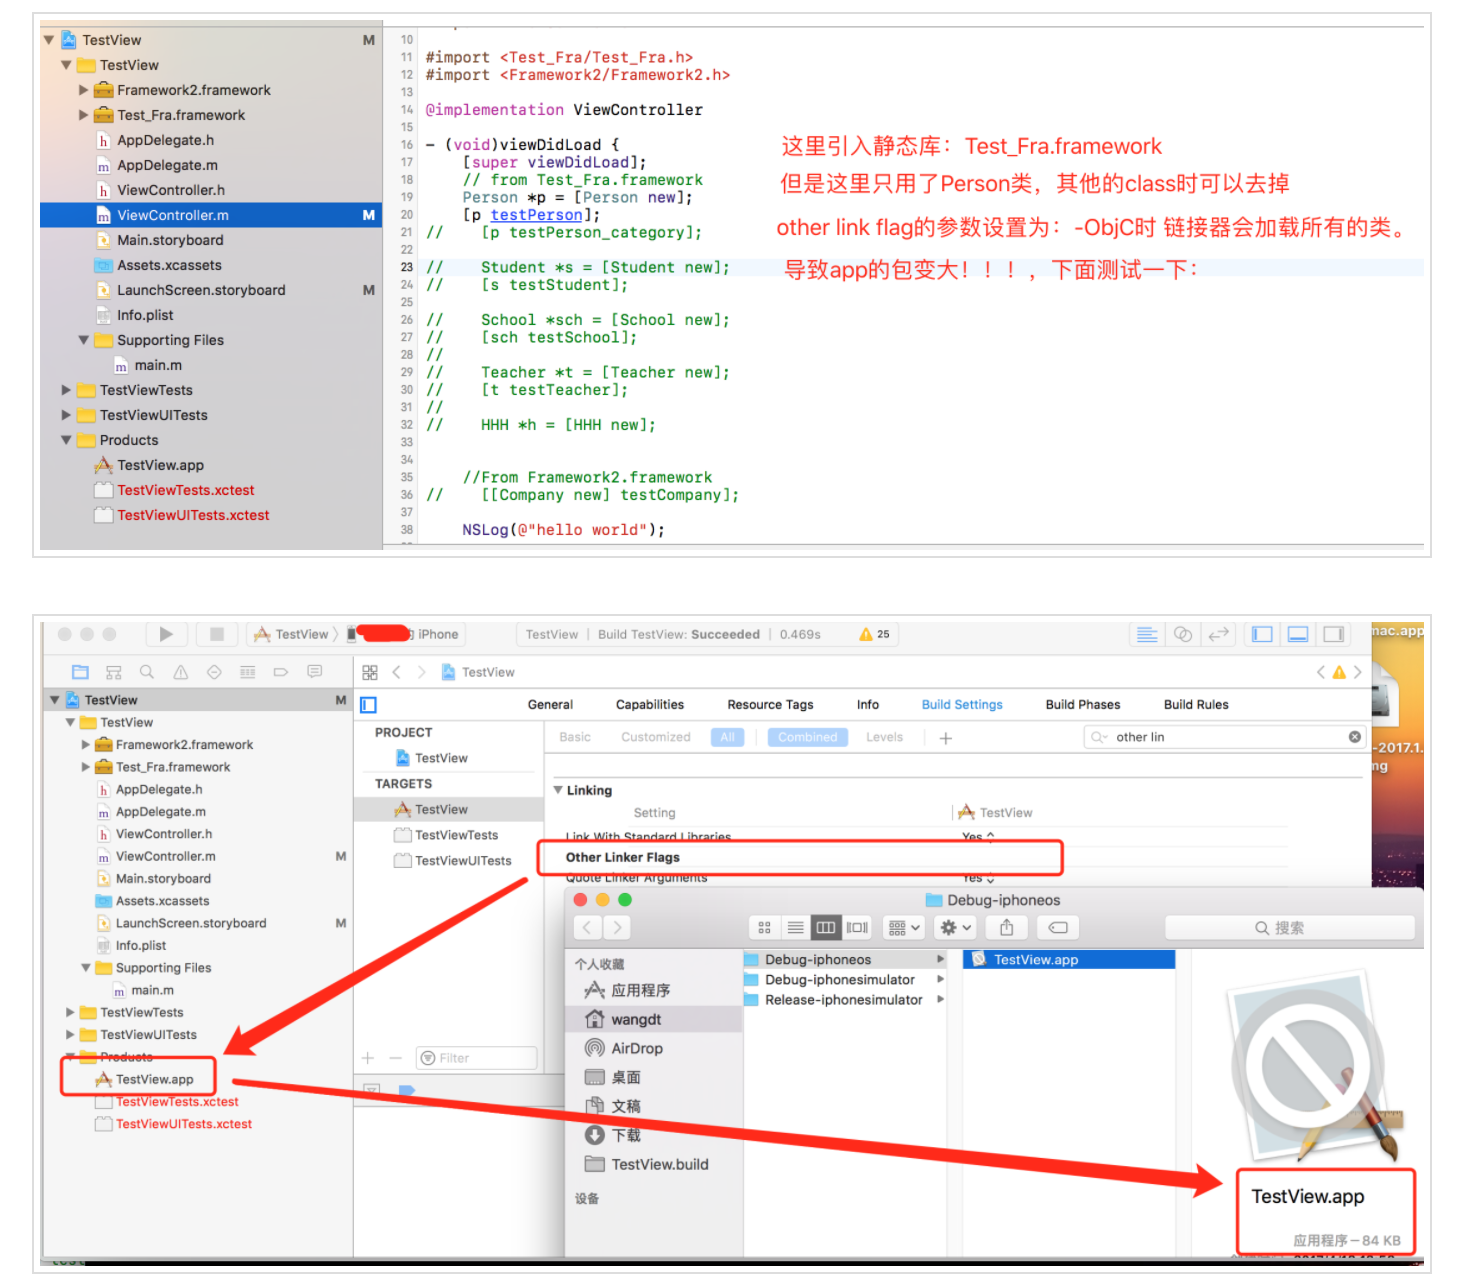 TestView M
TestView
Framework2.framework
Test_Fra.framework
AppDelegate.h
AppDelegate.m
ViewController.h
ViewController.m M
Main.storyboard
Assets.xcassets
LaunchScreen.storyboard M
Info.plist
Supporting Files
main.m
TestViewTests
TestViewUITests
Products
TestView.app
TestViewTests.xctest
TestViewUITests.xctest
10
11 #import <Test_Fra/Test_Fra.h>
12 #import <Framework2/Framework2.h>
13
14 @implementation ViewController
15
16 - (void)viewDidLoad {
17 [super viewDidLoad];
18 // from Test_Fra.framework
19 Person *p = [Person new];
20 [p testPerson];
21 // [p testPerson_category];
22
23 // Student *s = [Student new];
24 // [s testStudent];
25
26 // School *sch = [School new];
27 // [sch testSchool];
28 //
29 // Teacher *t = [Teacher new];
30 // [t testTeacher];
31 //
32 // HHH *h = [HHH new];
33
34
35 //From Framework2.framework
36 // [[Company new] testCompany];
37
38 NSLog(@"hello world");
这里引入静态库：Test_Fra.framework
但是这里只用了Person类，其他的class时可以去掉
other link flag的参数设置为：-ObjC时 链接器会加载所有的类。
导致app的包变大！！！，下面测试一下：
TestView iPhone
TestView | Build TestView: Succeeded | 0.469s 25
TestView
TestView M
TestView
Framework2.framework
Test_Fra.framework
AppDelegate.h
AppDelegate.m
ViewController.h
ViewController.m M
Main.storyboard
Assets.xcassets
LaunchScreen.storyboard M
Info.plist
Supporting Files
main.m
TestViewTests
TestViewUITests
Products
TestView.app
TestViewTests.xctest
TestViewUITests.xctest
General Capabilities Resource Tags Info Build Settings Build Phases Build Rules
PROJECT
TestView
TARGETS
TestView
TestViewTests
TestViewUITests
Filter
Basic Customized All Combined Levels + other lin
Linking
Setting TestView
Link With Standard Libraries Yes
Other Linker Flags
Quote Linker Arguments Yes
Debug-iphoneos
搜索
个人收藏
应用程序
wangdt
AirDrop
桌面
文稿
下载
TestView.build
设备
Debug-iphoneos
Debug-iphonesimulator
Release-iphonesimulator
TestView.app
TestView.app
应用程序 - 84 KB
nac.app
-2017.1.
ng